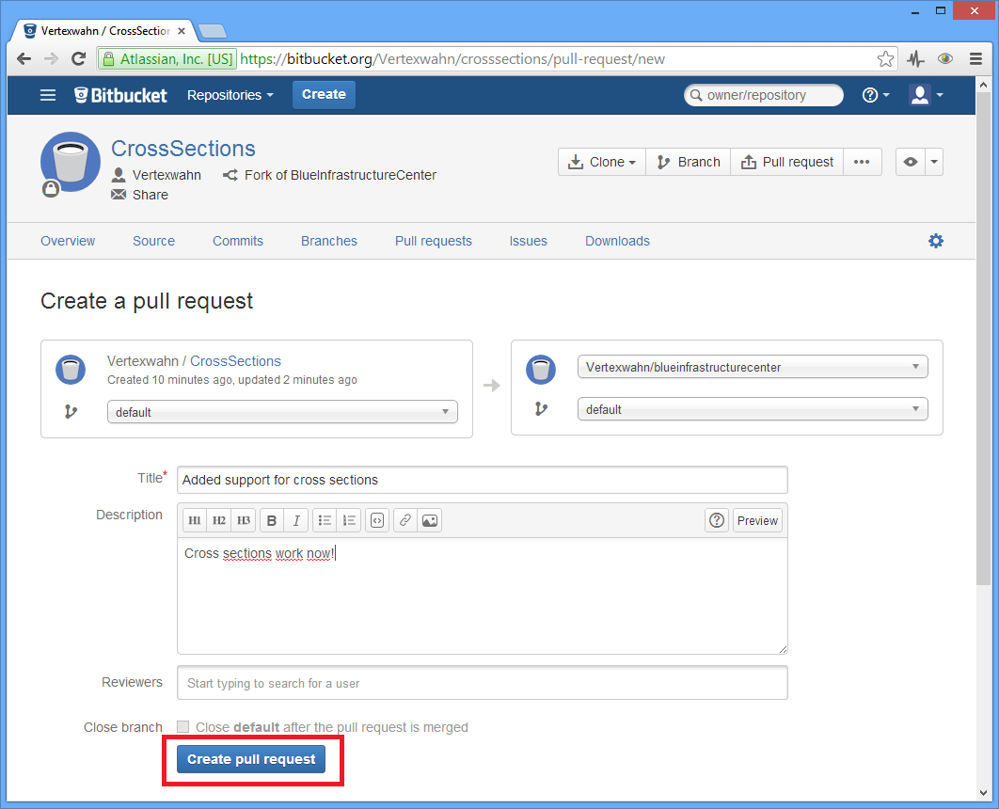 Vertexwahn / CrossSection
Atlassian, Inc. [US] https://bitbucket.org/Vertexwahn/crosssections/pull-request/new
Bitbucket Repositories Create owner/repository
CrossSections
Vertexwahn Fork of BlueInfrastructureCenter
Share
Clone Branch Pull request
Overview Source Commits Branches Pull requests Issues Downloads
Create a pull request
Vertexwahn / CrossSections
Created 10 minutes ago, updated 2 minutes ago
default
Vertexwahn/blueinfrastructurecenter
default
Title* Added support for cross sections
Description H1 H2 H3 B I Preview
Cross sections work now!
Reviewers Start typing to search for a user
Close branch Close default after the pull request is merged
Create pull request